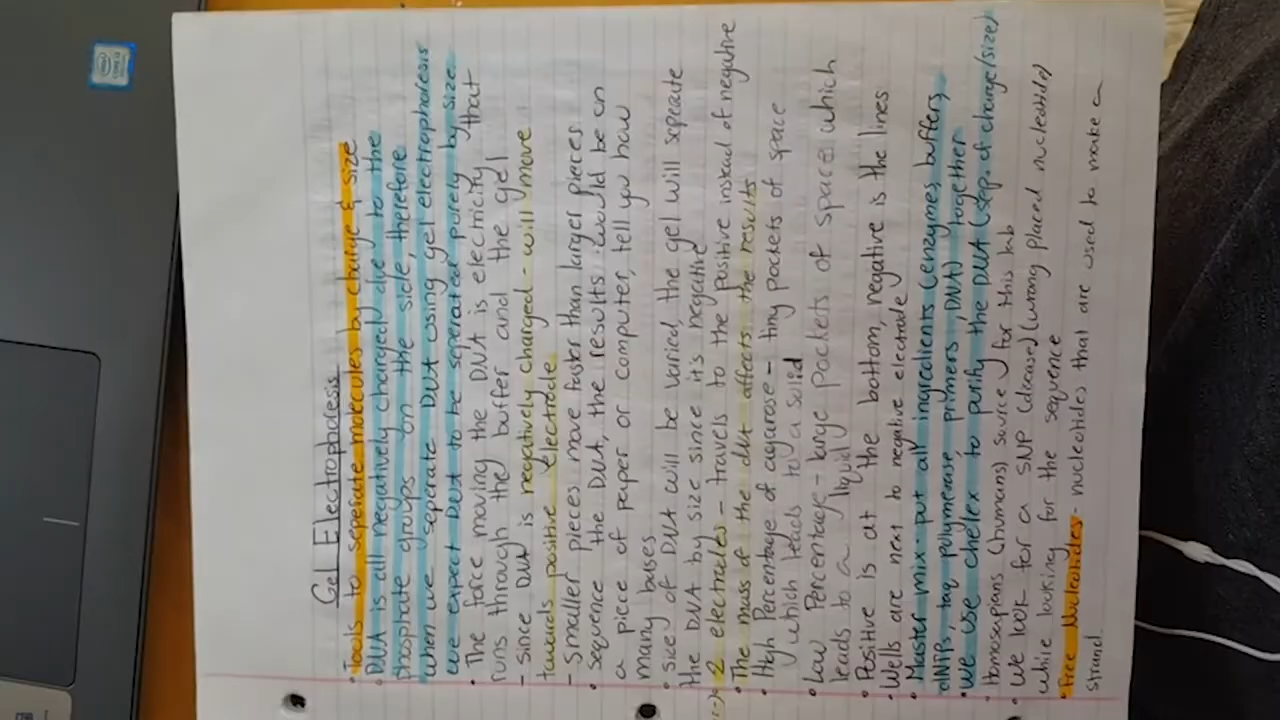 Gel Electrophoresis
• Tools to seperate molecules by charge & size
• DNA is all negatively charged due to the
phosphate groups on the side, therefore
when we seperate DNA using gel electrophoresis
we expect DNA to be seperated purely by size
• The force moving the DNA is electricity that
runs through the buffer and the gel
- since DNA is negatively charged - will move
towards positive electrode
- Smaller pieces move faster than larger pieces
• sequence the DNA, the results would be on
a piece of paper or computer, tell you how
many bases
• sizes of DNA will be varied, the gel will seperate
the DNA by size since it's negative
(-) 2 electrodes - travels to the positive instead of negative
• The mass of the DNA affects the results
• High Percentage of agarose - tiny pockets of space
which leads to a solid
• Low Percentage - large pockets of space which
leads to a liquid
• Positive is at the bottom, negative is the lines
• Wells are next to negative electrode
• Master mix - put all ingredients (enzymes, buffers,
dNTPs, taq polymerase, primers, DNA) together
• We use chelex to purify the DNA (sep. of charge/size)
• Homosapians (humans) source for this lab
• We look for a SNP (disease) (wrong placed nucleotide)
while looking for the sequence
• Free Nucleotides - nucleotides that are used to make a
strand
intel
CORE i3